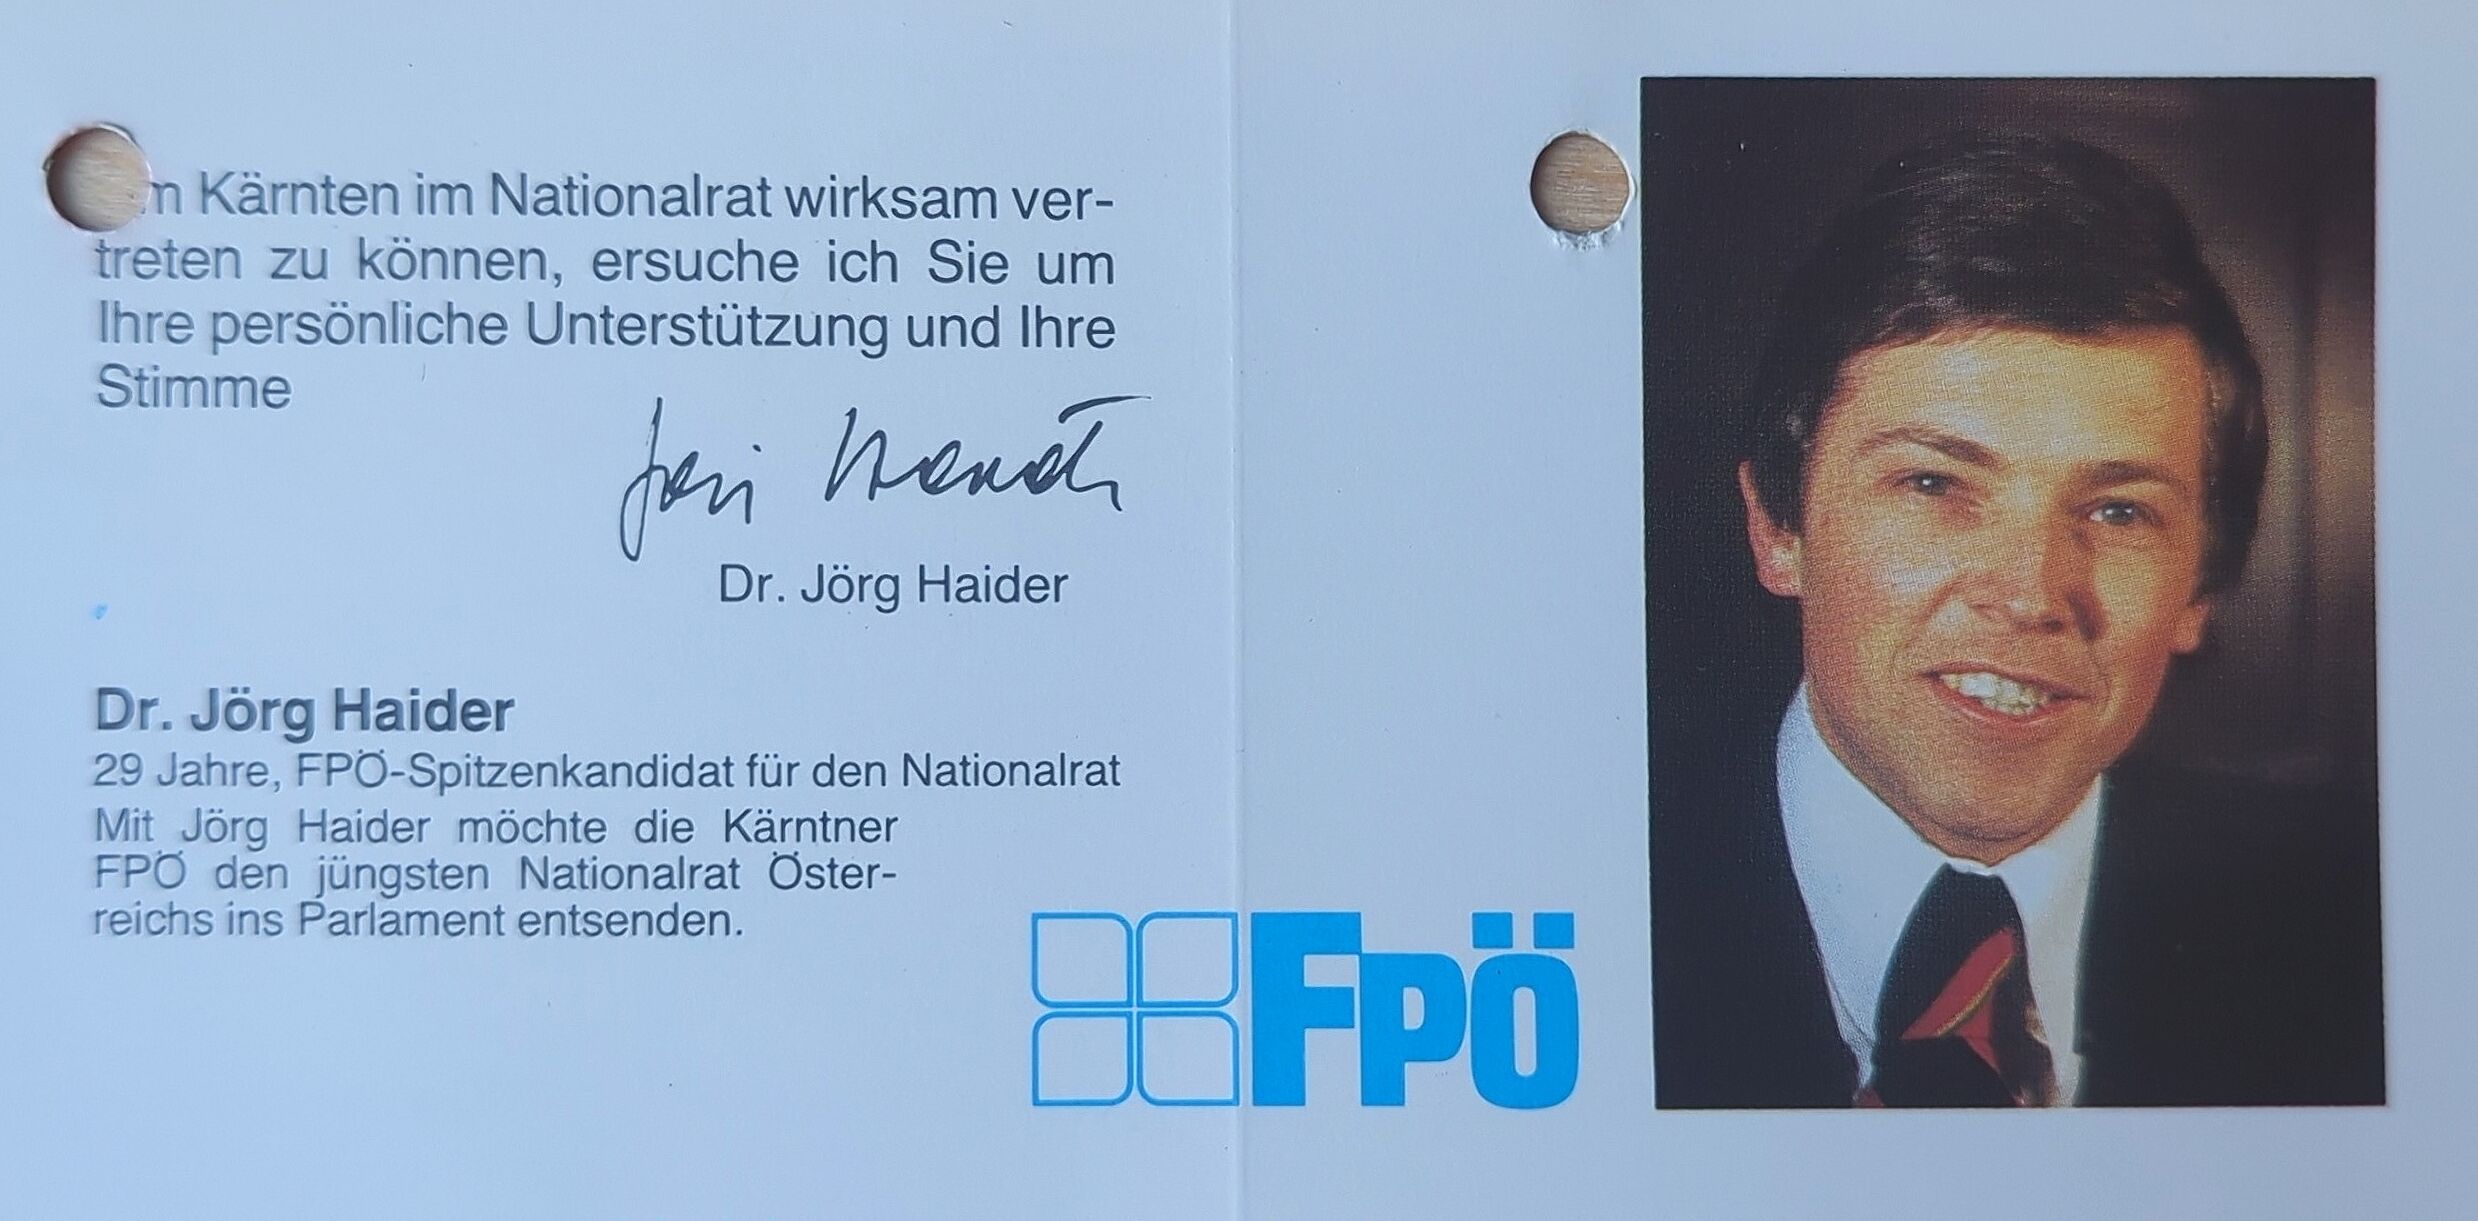 Kärnten im Nationalrat wirksam ver-
treten zu können, ersuche ich Sie um
Ihre persönliche Unterstützung und Ihre
Stimme
Dr. Jörg Haider
Dr. Jörg Haider
29 Jahre, FPÖ-Spitzenkandidat für den Nationalrat
Mit Jörg Haider möchte die Kärntner
FPÖ den jüngsten Nationalrat Öster-
reichs ins Parlament entsenden.
FPÖ